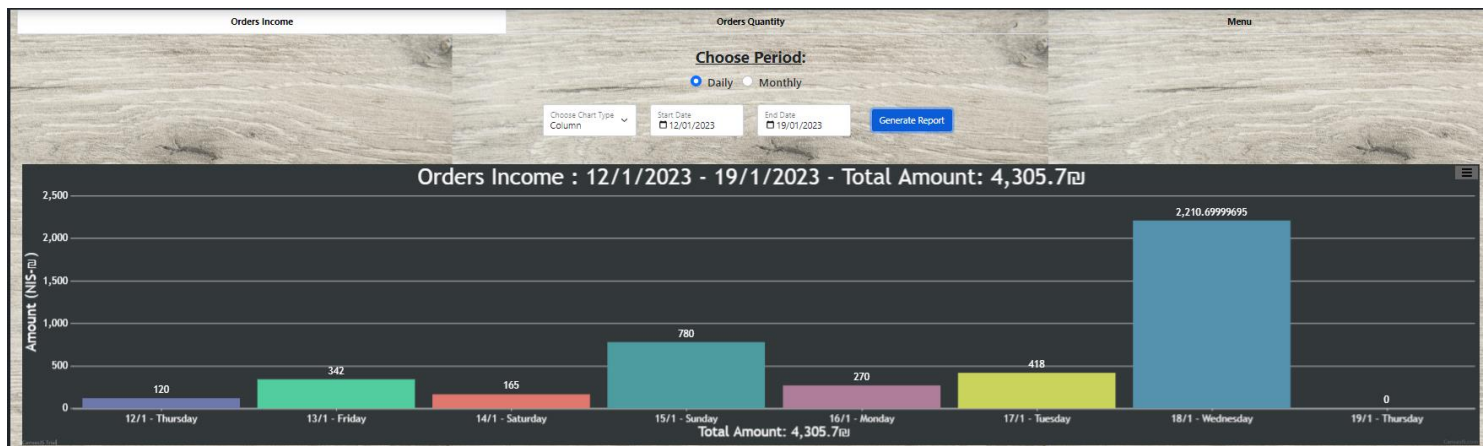 Orders Income Orders Quantity Menu
Choose Period:
Daily Monthly
Choose Chart Type Start Date End Date
Column 12/01/2023 19/01/2023 Generate Report
Orders Income : 12/1/2023 - 19/1/2023 - Total Amount: 4,305.7₪
Amount (NIS-₪)
2,500
2,000
1,500
1,000
500
0
120 342 165 780 270 418 2,210.69999695 0
12/1 - Thursday 13/1 - Friday 14/1 - Saturday 15/1 - Sunday 16/1 - Monday 17/1 - Tuesday 18/1 - Wednesday 19/1 - Thursday
Total Amount: 4,305.7₪